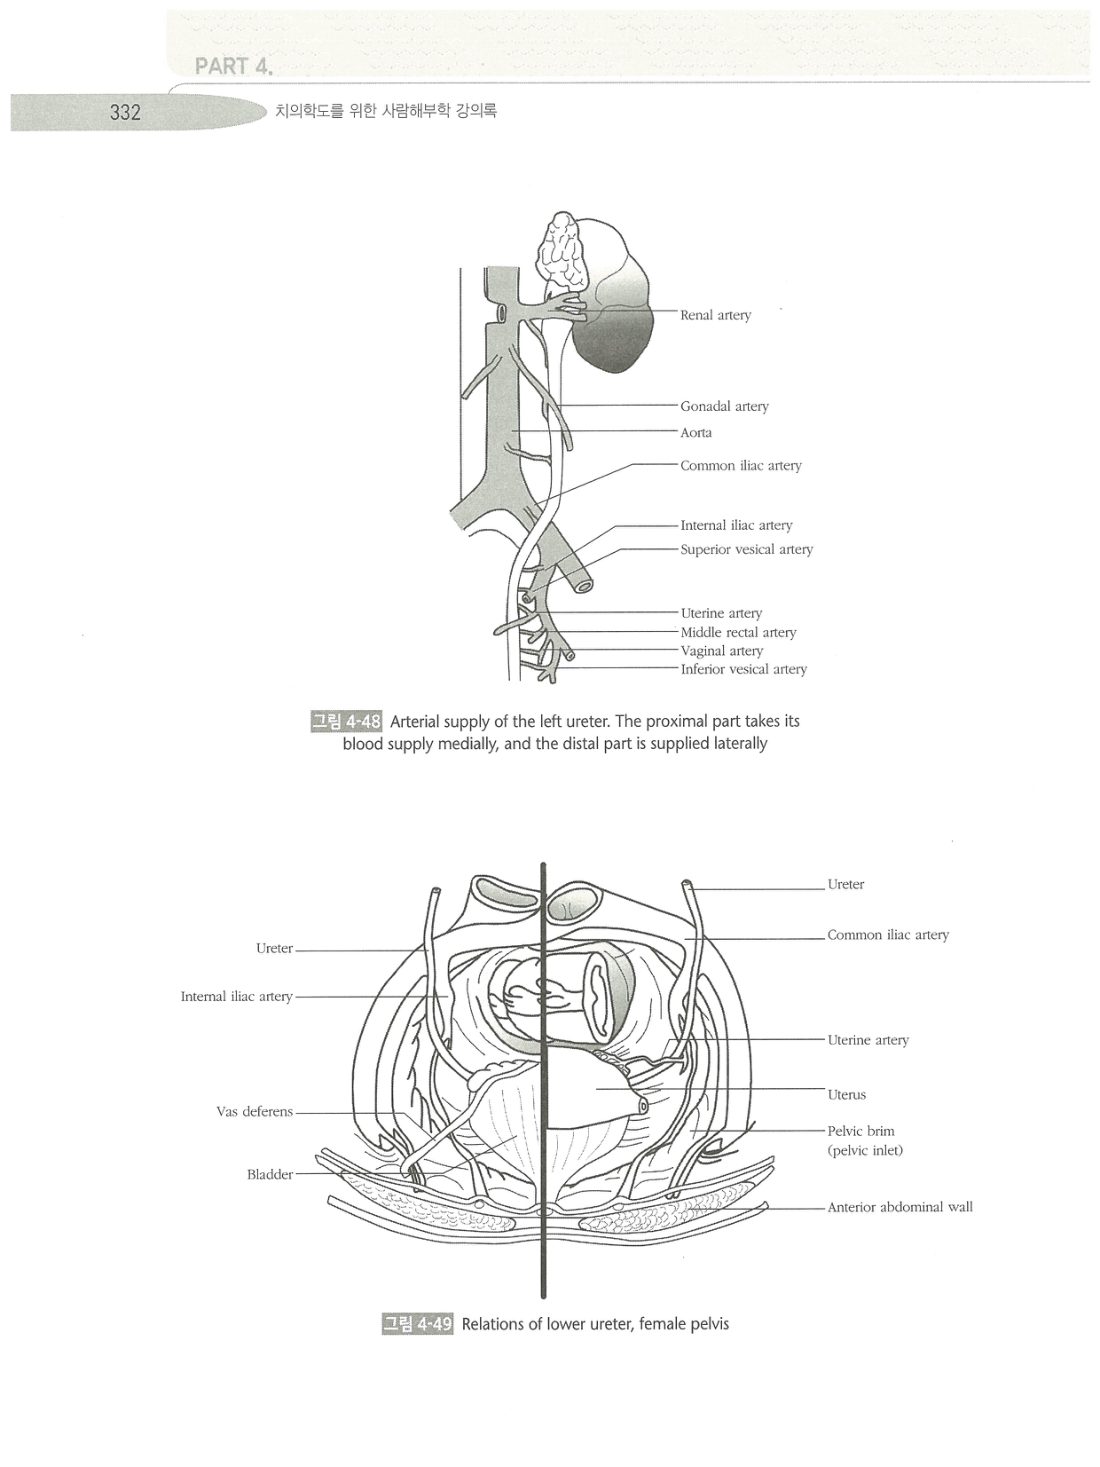 PART 4.
332
치의학도를 위한 사람해부학 강의록
Renal artery
Gonadal artery
Aorta
Common iliac artery
Internal iliac artery
Superior vesical artery
Uterine artery
Middle rectal artery
Vaginal artery
Inferior vesical artery
그림 4-48 Arterial supply of the left ureter. The proximal part takes its
blood supply medially, and the distal part is supplied laterally
Ureter
Common iliac artery
Ureter
Internal iliac artery
Uterine artery
Uterus
Vas deferens
Pelvic brim
(pelvic inlet)
Bladder
Anterior abdominal wall
그림 4-49 Relations of lower ureter, female pelvis